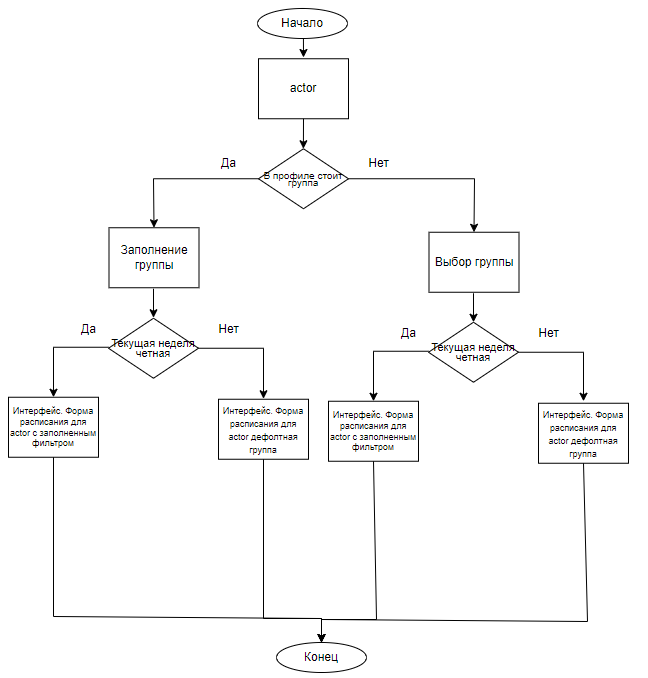 Начало
actor
Да
Нет
В профиле стоит
группа
Заполнение
группы
Выбор группы
Да
Нет
Текущая неделя
четная
Да
Нет
Текущая неделя
четная
Интерфейс. Форма
расписания для
actor с заполненным
фильтром
Интерфейс. Форма
расписания для
actor дефолтная
группа
Интерфейс. Форма
расписания для
actor с заполненным
фильтром
Интерфейс. Форма
расписания для
actor дефолтная
группа
Конец